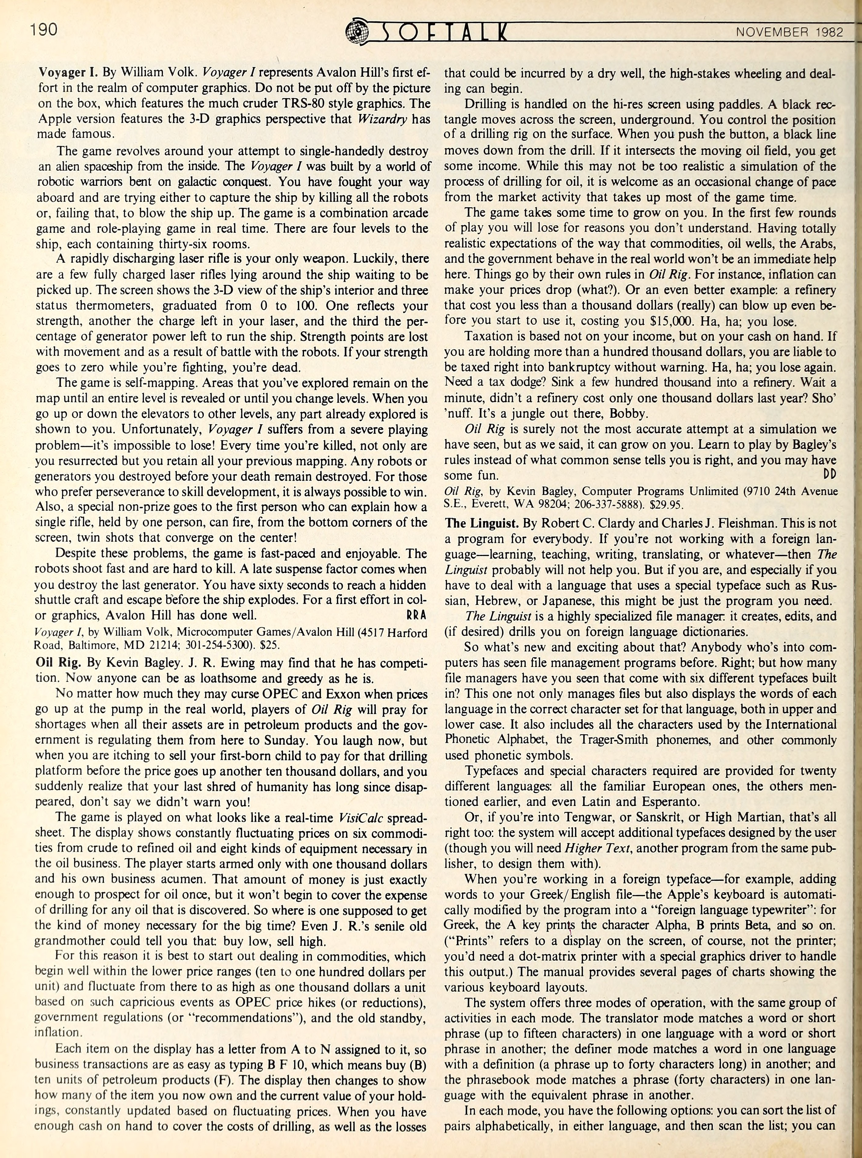 190
SOFTALK
NOVEMBER 1982
Voyager I. By William Volk. Voyager I represents Avalon Hill's first ef-
fort in the realm of computer graphics. Do not be put off by the picture
on the box, which features the much cruder TRS-80 style graphics. The
Apple version features the 3-D graphics perspective that Wizardry has
made famous.
The game revolves around your attempt to single-handedly destroy
an alien spaceship from the inside. The Voyager I was built by a world of
robotic warriors bent on galactic conquest. You have fought your way
aboard and are trying either to capture the ship by killing all the robots
or, failing that, to blow the ship up. The game is a combination arcade
game and role-playing game in real time. There are four levels to the
ship, each containing thirty-six rooms.
A rapidly discharging laser rifle is your only weapon. Luckily, there
are a few fully charged laser rifles lying around the ship waiting to be
picked up. The screen shows the 3-D view of the ship's interior and three
status thermometers, graduated from 0 to 100. One reflects your
strength, another the charge left in your laser, and the third the per-
centage of generator power left to run the ship. Strength points are lost
with movement and as a result of battle with the robots. If your strength
goes to zero while you're fighting, you're dead.
The game is self-mapping. Areas that you've explored remain on the
map until an entire level is revealed or until you change levels. When you
go up or down the elevators to other levels, any part already explored is
shown to you. Unfortunately, Voyager I suffers from a severe playing
problem—it's impossible to lose! Every time you're killed, not only are
you resurrected but you retain all your previous mapping. Any robots or
generators you destroyed before your death remain destroyed. For those
who prefer perseverance to skill development, it is always possible to win.
Also, a special non-prize goes to the first person who can explain how a
single rifle, held by one person, can fire, from the bottom corners of the
screen, twin shots that converge on the center!
Despite these problems, the game is fast-paced and enjoyable. The
robots shoot fast and are hard to kill. A late suspense factor comes when
you destroy the last generator. You have sixty seconds to reach a hidden
shuttle craft and escape before the ship explodes. For a first effort in col-
or graphics, Avalon Hill has done well. RRA
Voyager I, by William Volk, Microcomputer Games/Avalon Hill (4517 Harford
Road, Baltimore, MD 21214; 301-254-5300). $25.
Oil Rig. By Kevin Bagley. J. R. Ewing may find that he has competi-
tion. Now anyone can be as loathsome and greedy as he is.
No matter how much they may curse OPEC and Exxon when prices
go up at the pump in the real world, players of Oil Rig will pray for
shortages when all their assets are in petroleum products and the gov-
ernment is regulating them from here to Sunday. You laugh now, but
when you are itching to sell your first-born child to pay for that drilling
platform before the price goes up another ten thousand dollars, and you
suddenly realize that your last shred of humanity has long since disap-
peared, don't say we didn't warn you!
The game is played on what looks like a real-time VisiCalc spread-
sheet. The display shows constantly fluctuating prices on six commodi-
ties from crude to refined oil and eight kinds of equipment necessary in
the oil business. The player starts armed only with one thousand dollars
and his own business acumen. That amount of money is just exactly
enough to prospect for oil once, but it won't begin to cover the expense
of drilling for any oil that is discovered. So where is one supposed to get
the kind of money necessary for the big time? Even J. R.'s senile old
grandmother could tell you that: buy low, sell high.
For this reason it is best to start out dealing in commodities, which
begin well within the lower price ranges (ten to one hundred dollars per
unit) and fluctuate from there to as high as one thousand dollars a unit
based on such capricious events as OPEC price hikes (or reductions),
government regulations (or "recommendations"), and the old standby,
inflation.
Each item on the display has a letter from A to N assigned to it, so
business transactions are as easy as typing B F 10, which means buy (B)
ten units of petroleum products (F). The display then changes to show
how many of the item you now own and the current value of your hold-
ings, constantly updated based on fluctuating prices. When you have
enough cash on hand to cover the costs of drilling, as well as the losses
that could be incurred by a dry well, the high-stakes wheeling and deal-
ing can begin.
Drilling is handled on the hi-res screen using paddles. A black rec-
tangle moves across the screen, underground. You control the position
of a drilling rig on the surface. When you push the button, a black line
moves down from the drill. If it intersects the moving oil field, you get
some income. While this may not be too realistic a simulation of the
process of drilling for oil, it is welcome as an occasional change of pace
from the market activity that takes up most of the game time.
The game takes some time to grow on you. In the first few rounds
of play you will lose for reasons you don't understand. Having totally
realistic expectations of the way that commodities, oil wells, the Arabs,
and the government behave in the real world won't be an immediate help
here. Things go by their own rules in Oil Rig. For instance, inflation can
make your prices drop (what?). Or an even better example: a refinery
that cost you less than a thousand dollars (really) can blow up even be-
fore you start to use it, costing you $15,000. Ha, ha; you lose.
Taxation is based not on your income, but on your cash on hand. If
you are holding more than a hundred thousand dollars, you are liable to
be taxed right into bankruptcy without warning. Ha, ha; you lose again.
Need a tax dodge? Sink a few hundred thousand into a refinery. Wait a
minute, didn't a refinery cost only one thousand dollars last year? Sho'
'nuff. It's a jungle out there, Bobby.
Oil Rig is surely not the most accurate attempt at a simulation we
have seen, but as we said, it can grow on you. Learn to play by Bagley's
rules instead of what common sense tells you is right, and you may have
some fun. DD
Oil Rig, by Kevin Bagley, Computer Programs Unlimited (9710 24th Avenue
S.E., Everett, WA 98204; 206-337-5888). $29.95.
The Linguist. By Robert C. Clardy and Charles J. Fleishman. This is not
a program for everybody. If you're not working with a foreign lan-
guage—learning, teaching, writing, translating, or whatever—then The
Linguist probably will not help you. But if you are, and especially if you
have to deal with a language that uses a special typeface such as Rus-
sian, Hebrew, or Japanese, this might be just the program you need.
The Linguist is a highly specialized file manager: it creates, edits, and
(if desired) drills you on foreign language dictionaries.
So what's new and exciting about that? Anybody who's into com-
puters has seen file management programs before. Right; but how many
file managers have you seen that come with six different typefaces built
in? This one not only manages files but also displays the words of each
language in the correct character set for that language, both in upper and
lower case. It also includes all the characters used by the International
Phonetic Alphabet, the Trager-Smith phonemes, and other commonly
used phonetic symbols.
Typefaces and special characters required are provided for twenty
different languages: all the familiar European ones, the others men-
tioned earlier, and even Latin and Esperanto.
Or, if you're into Tengwar, or Sanskrit, or High Martian, that's all
right too: the system will accept additional typefaces designed by the user
(though you will need Higher Text, another program from the same pub-
lisher, to design them with).
When you're working in a foreign typeface—for example, adding
words to your Greek/English file—the Apple's keyboard is automati-
cally modified by the program into a "foreign language typewriter": for
Greek, the A key prints the character Alpha, B prints Beta, and so on.
("Prints" refers to a display on the screen, of course, not the printer;
you'd need a dot-matrix printer with a special graphics driver to handle
this output.) The manual provides several pages of charts showing the
various keyboard layouts.
The system offers three modes of operation, with the same group of
activities in each mode. The translator mode matches a word or short
phrase (up to fifteen characters) in one language with a word or short
phrase in another; the definer mode matches a word in one language
with a definition (a phrase up to forty characters long) in another; and
the phrasebook mode matches a phrase (forty characters) in one lan-
guage with the equivalent phrase in another.
In each mode, you have the following options: you can sort the list of
pairs alphabetically, in either language, and then scan the list; you can